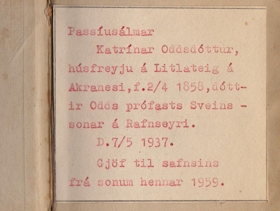 Passíusálmar
Katrínar Oddsdóttur,
húsfreyju á Litlateig á
Akranesi,f.2/4 1858,dótt-
ir Odds prófasts Sveins-
sonar á Rafnseyri.
D.7/5 1937.
Gjöf til safnsins
frá sonum hennar 1959.